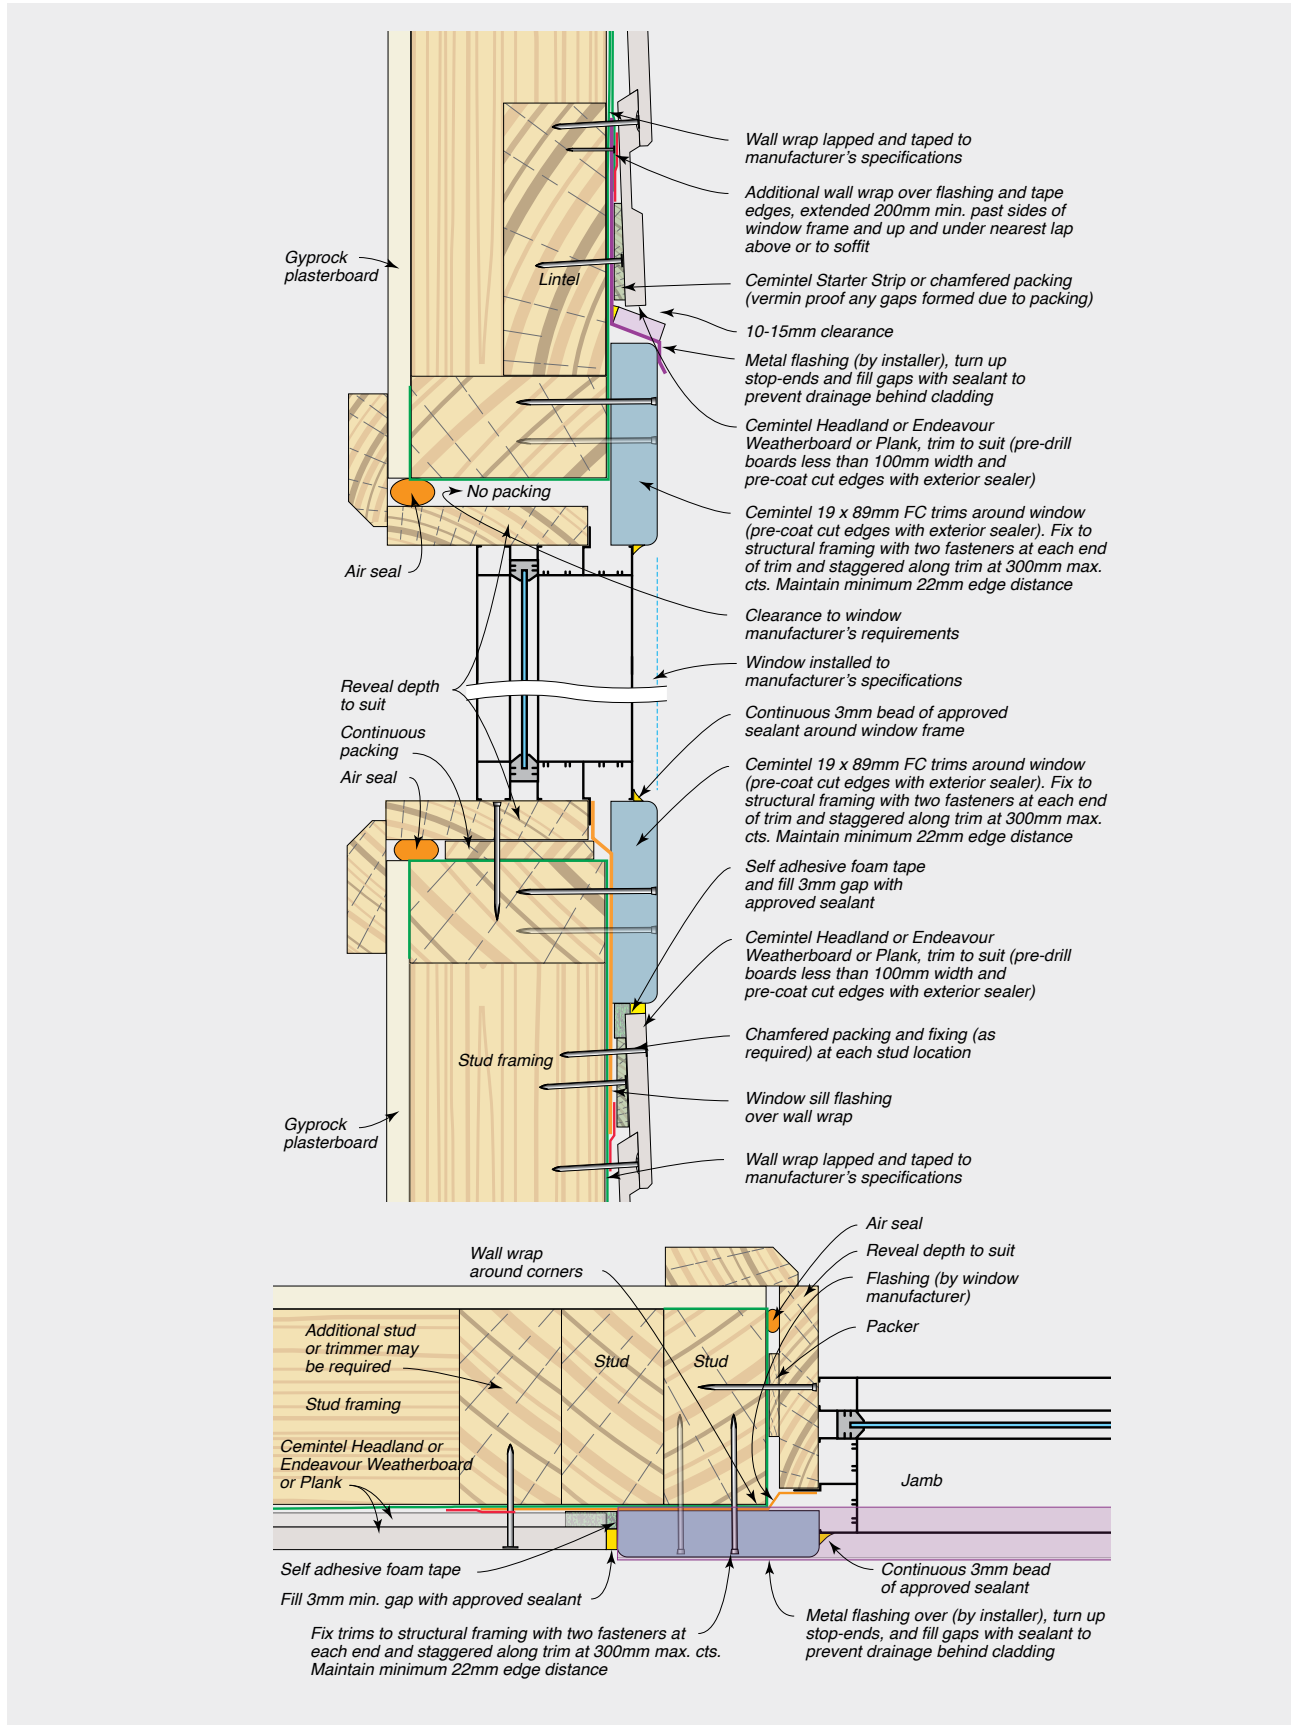 Wall wrap lapped and taped to
manufacturer's specifications
Additional wall wrap over flashing and tape
edges, extended 200mm min. past sides of
window frame and up and under nearest lap
above or to soffit
Gyprock
plasterboard
Lintel
Cemintel Starter Strip or chamfered packing
(vermin proof any gaps formed due to packing)
10-15mm clearance
Metal flashing (by installer), turn up
stop-ends and fill gaps with sealant to
prevent drainage behind cladding
Cemintel Headland or Endeavour
Weatherboard or Plank, trim to suit (pre-drill
boards less than 100mm width and
pre-coat cut edges with exterior sealer)
No packing
Cemintel 19 x 89mm FC trims around window
(pre-coat cut edges with exterior sealer). Fix to
structural framing with two fasteners at each end
of trim and staggered along trim at 300mm max.
cts. Maintain minimum 22mm edge distance
Air seal
Clearance to window
manufacturer's requirements
Window installed to
manufacturer's specifications
Reveal depth
to suit
Continuous 3mm bead of approved
sealant around window frame
Continuous
packing
Air seal
Cemintel 19 x 89mm FC trims around window
(pre-coat cut edges with exterior sealer). Fix to
structural framing with two fasteners at each end
of trim and staggered along trim at 300mm max.
cts. Maintain minimum 22mm edge distance
Self adhesive foam tape
and fill 3mm gap with
approved sealant
Cemintel Headland or Endeavour
Weatherboard or Plank, trim to suit (pre-drill
boards less than 100mm width and
pre-coat cut edges with exterior sealer)
Chamfered packing and fixing (as
required) at each stud location
Stud framing
Window sill flashing
over wall wrap
Gyprock
plasterboard
Wall wrap lapped and taped to
manufacturer's specifications
Air seal
Reveal depth to suit
Flashing (by window
manufacturer)
Packer
Wall wrap
around corners
Additional stud
or trimmer may
be required
Stud
Stud
Stud framing
Cemintel Headland or
Endeavour Weatherboard
or Plank
Jamb
Self adhesive foam tape
Fill 3mm min. gap with approved sealant
Fix trims to structural framing with two fasteners at
each end and staggered along trim at 300mm max. cts.
Maintain minimum 22mm edge distance
Continuous 3mm bead
of approved sealant
Metal flashing over (by installer), turn up
stop-ends, and fill gaps with sealant to
prevent drainage behind cladding